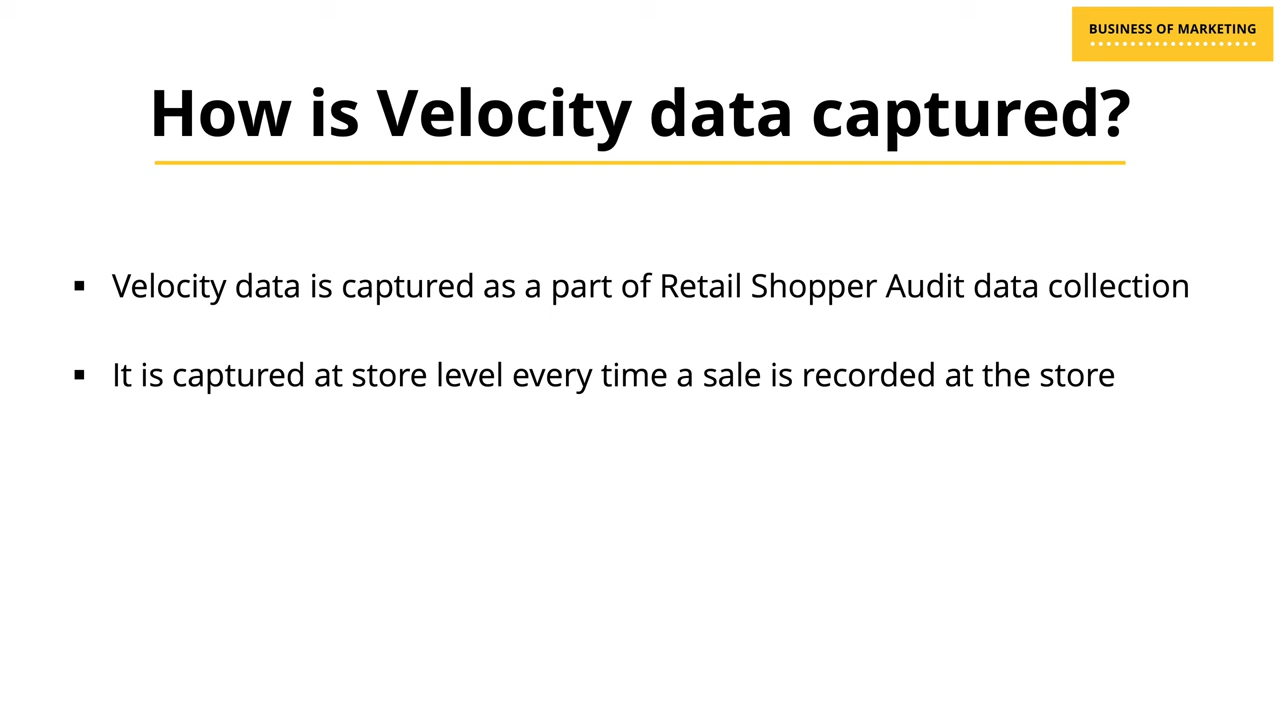 BUSINESS OF MARKETING
How is Velocity data captured?
▪ Velocity data is captured as a part of Retail Shopper Audit data collection
▪ It is captured at store level every time a sale is recorded at the store